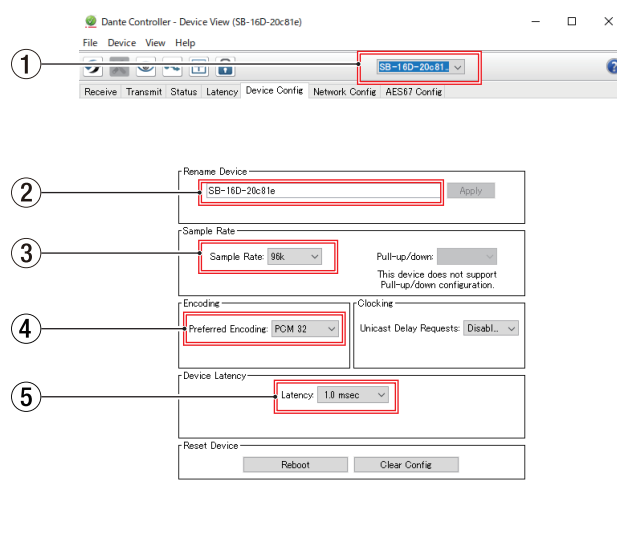 Dante Controller - Device View (SB-16D-20c81e)
File Device View Help
1
SB-16D-20c81..
?
Receive Transmit Status Latency Device Config Network Config AES67 Config
Rename Device
2
SB-16D-20c81e
Apply
Sample Rate
3
Sample Rate: 96k
Pull-up/down:
This device does not support
Pull-up/down configuration.
Encoding
Clocking
4
Preferred Encoding: PCM 32
Unicast Delay Requests: Disabl..
Device Latency
5
Latency: 1.0 msec
Reset Device
Reboot
Clear Config